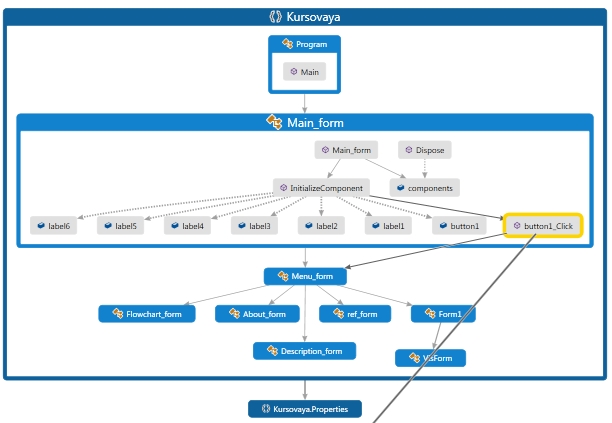 Kursovaya
Program
Main
Main_form
Main_form
Dispose
InitializeComponent
components
label6
label5
label4
label3
label2
label1
button1
button1_Click
Menu_form
Flowchart_form
About_form
ref_form
Form1
Description_form
VisForm
Kursovaya.Properties